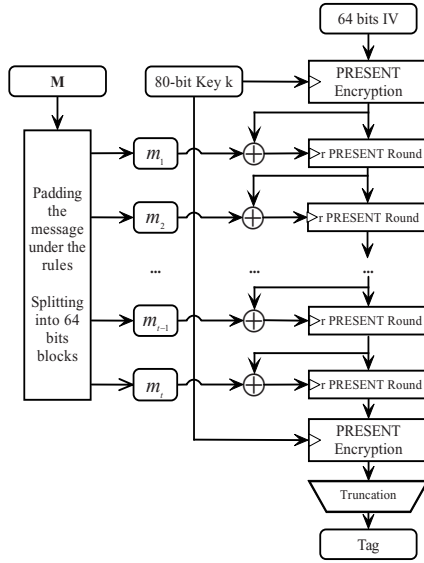 64 bits IV
M
80-bit Key k
PRESENT
Encryption
m1
r PRESENT Round
Padding
the
message
under the
rules
m2
r PRESENT Round
...
...
...
Splitting
into 64
bits
blocks
mt−1
r PRESENT Round
mt
r PRESENT Round
PRESENT
Encryption
Truncation
Tag